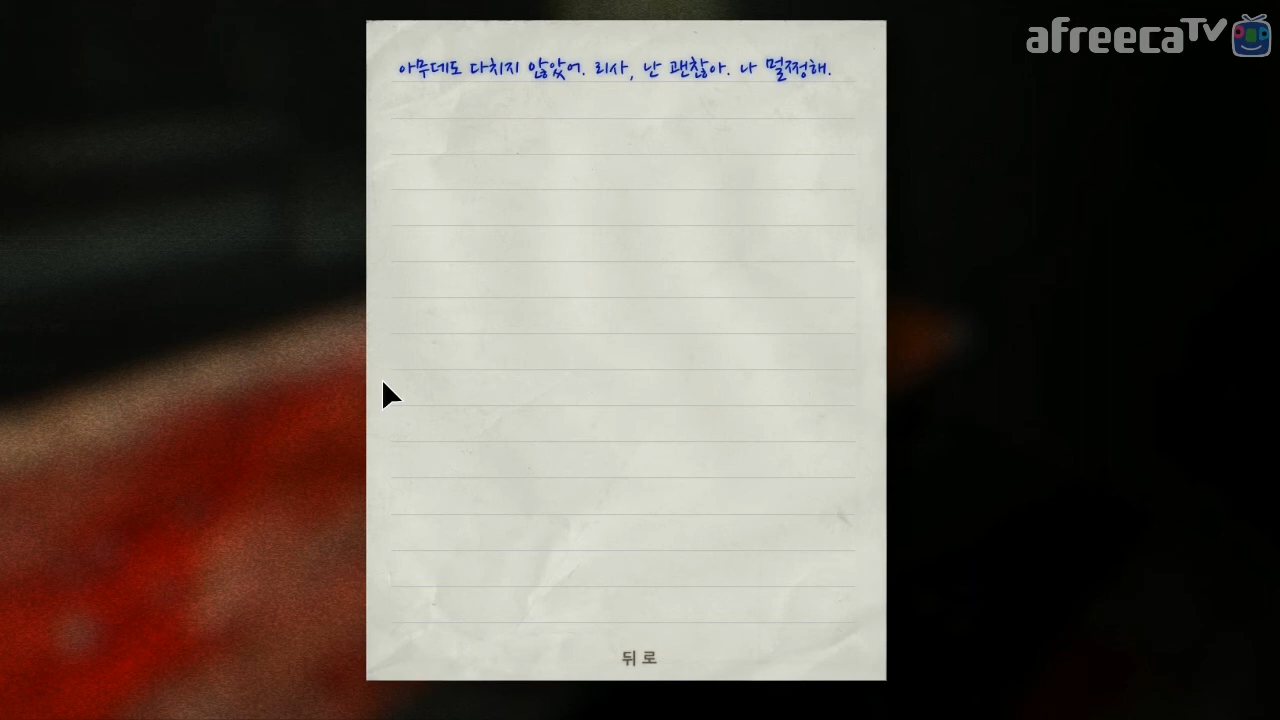 afreecaTV
아무데도 다치지 않았어. 리사, 난 괜찮아. 나 멀쩡해.
뒤로